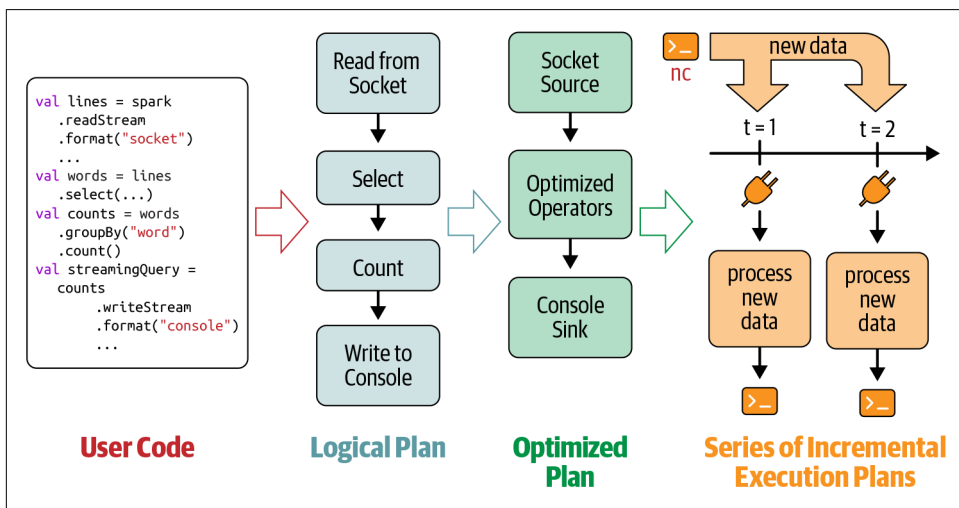 val lines = spark
.readStream
.format("socket")
...
val words = lines
.select(...)
val counts = words
.groupBy("word")
.count()
val streamingQuery =
counts
.writeStream
.format("console")
...
User Code
Read from
Socket
Select
Count
Write to
Console
Logical Plan
Socket
Source
Optimized
Operators
Console
Sink
Optimized
Plan
>_
nc
new data
t = 1
t = 2
process
new
data
process
new
data
>_
>_
Series of Incremental
Execution Plans